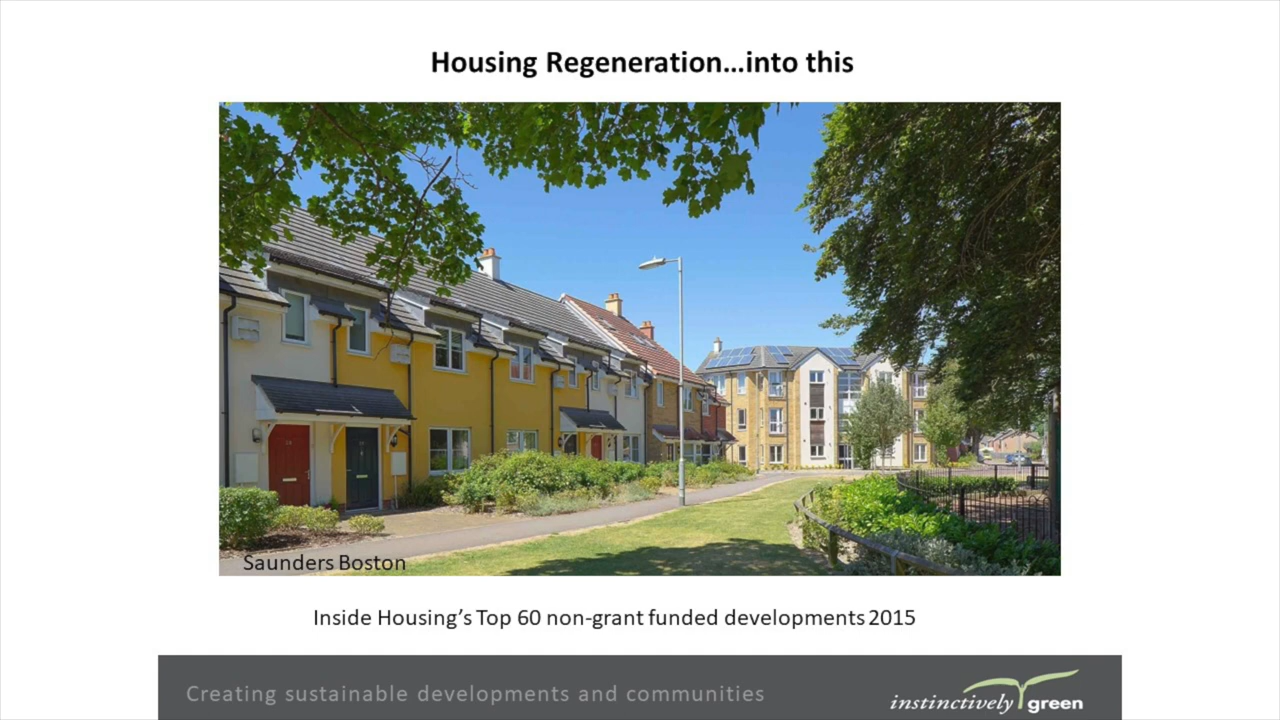 Housing Regeneration...into this
Saunders Boston
Inside Housing's Top 60 non-grant funded developments 2015
Creating sustainable developments and communities
instinctively green